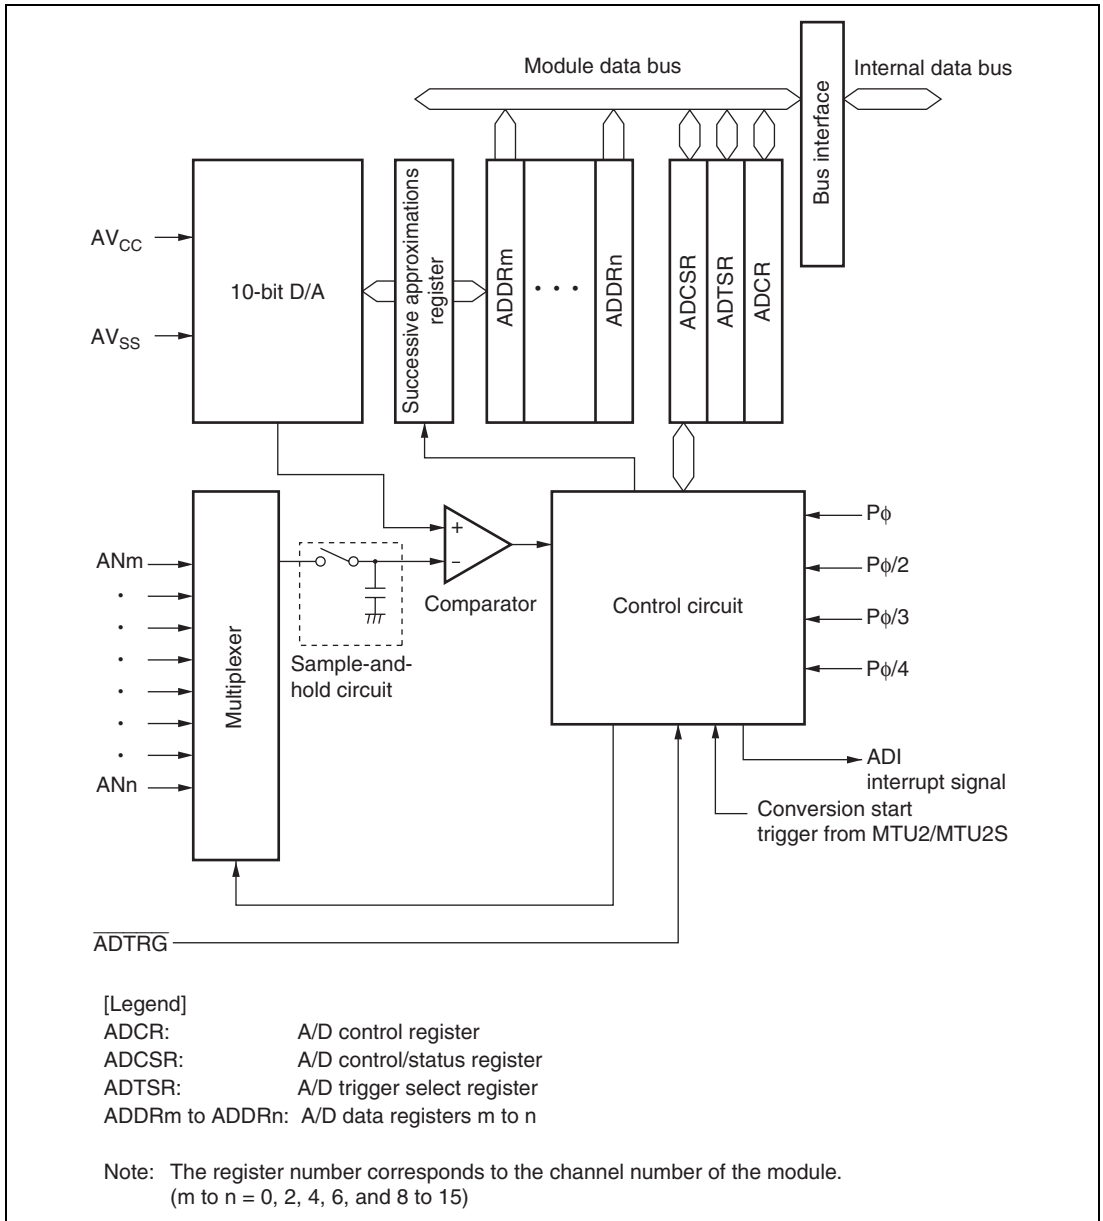 Module data bus
Internal data bus
Bus interface
AVCC
AVSS
10-bit D/A
Successive approximations
register
ADDRm
• • •
ADDRn
ADCSR
ADTSR
ADCR
ANm
ANn
Multiplexer
Sample-and-
hold circuit
+
−
Comparator
Control circuit
Pϕ
Pϕ/2
Pϕ/3
Pϕ/4
ADI
interrupt signal
Conversion start
trigger from MTU2/MTU2S
ADTRG
[Legend]
ADCR: A/D control register
ADCSR: A/D control/status register
ADTSR: A/D trigger select register
ADDRm to ADDRn: A/D data registers m to n
Note: The register number corresponds to the channel number of the module.
(m to n = 0, 2, 4, 6, and 8 to 15)